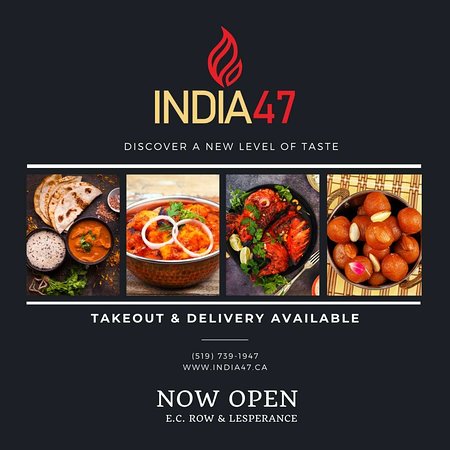 INDIA47
DISCOVER A NEW LEVEL OF TASTE
TAKEOUT & DELIVERY AVAILABLE
(519) 739-1947
WWW.INDIA47.CA
NOW OPEN
E.C. ROW & LESPERANCE